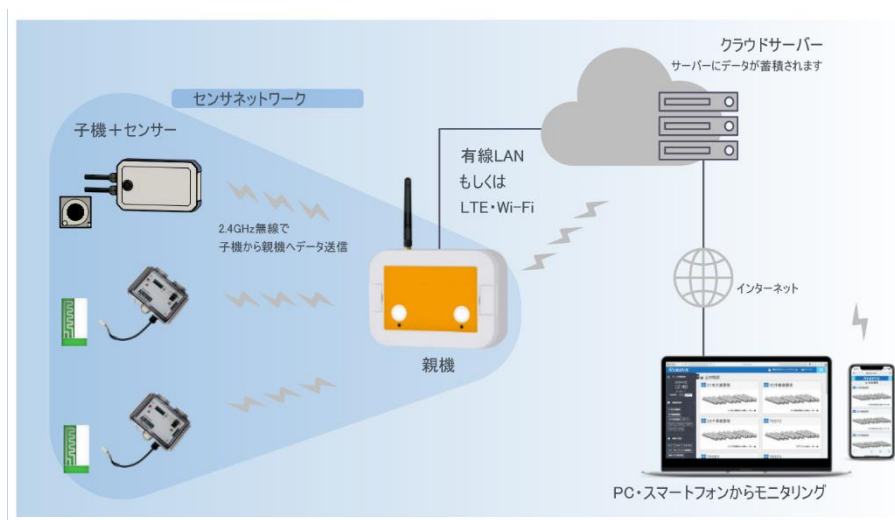 クラウドサーバー
サーバーにデータが蓄積されます
センサネットワーク
子機＋センサー
有線LAN
もしくは
LTE・Wi-Fi
2.4GHz無線で
子機から親機へデータ送信
インターネット
親機
PC・スマートフォンからモニタリング